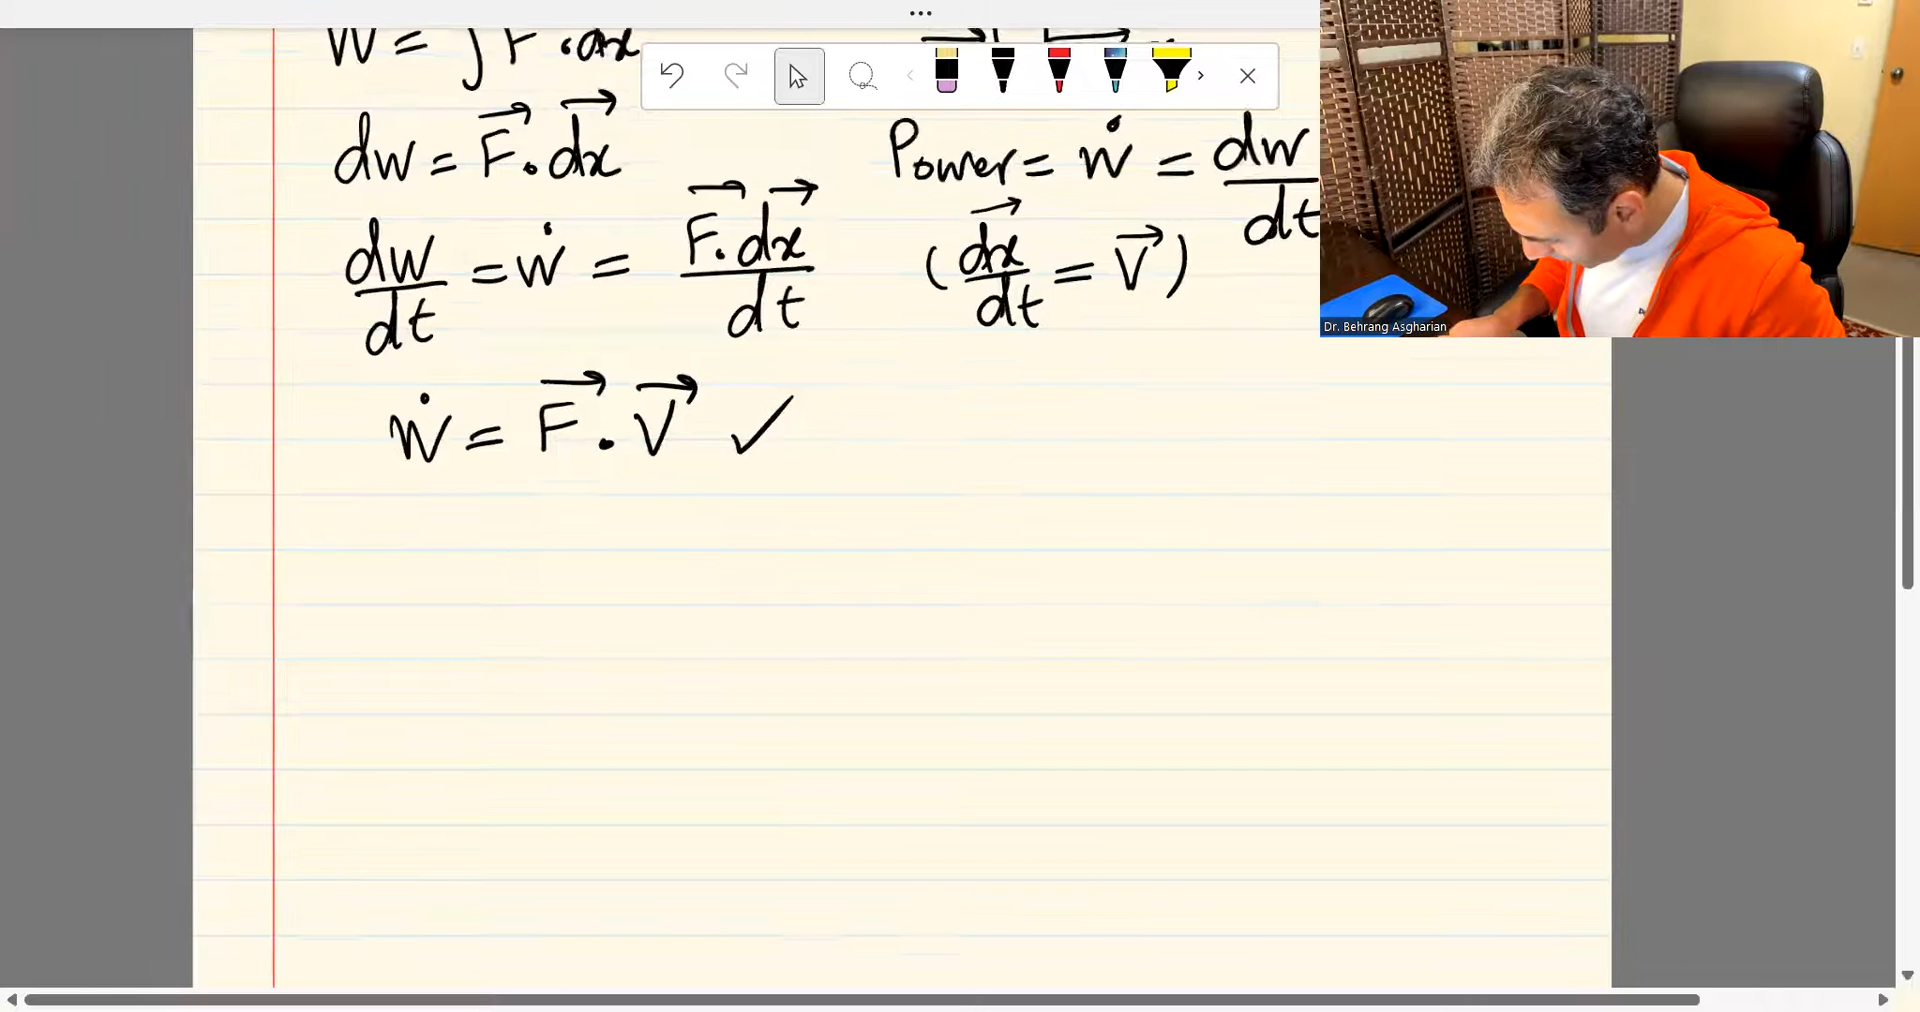 W = ∫ F⃗ . dx
dw = F⃗ . dx⃗
Power = ẇ = dw/dt
dw/dt = ẇ = F⃗ . dx⃗ / dt
( dx⃗/dt = V⃗ )
Ẇ = F⃗ . V⃗ ✓
Dr. Behrang Asgharian